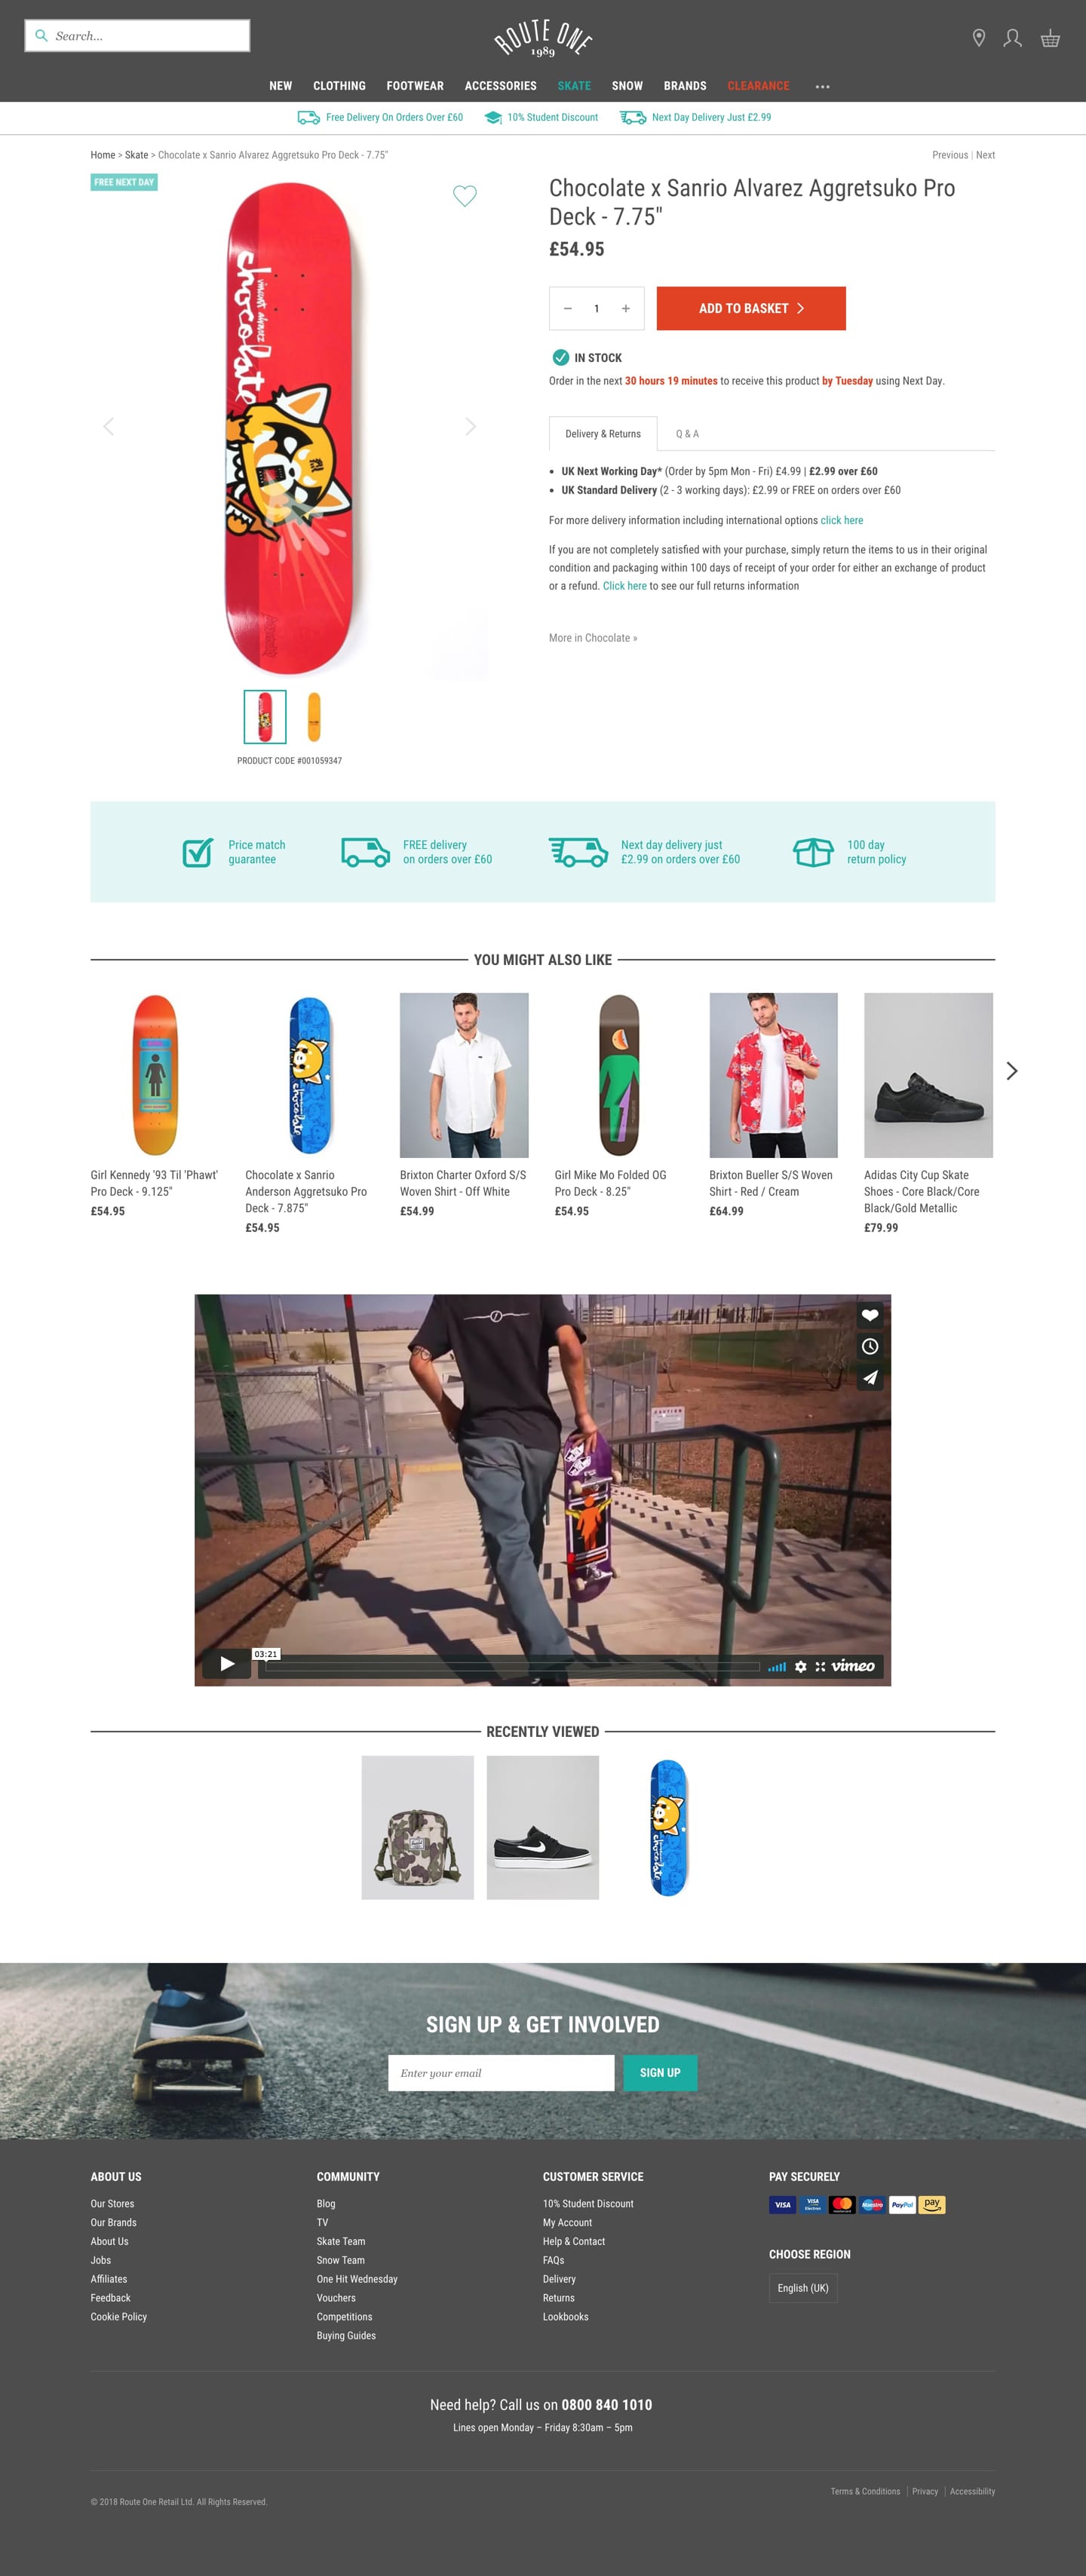 Search...
ROUTE ONE
1989
NEW CLOTHING FOOTWEAR ACCESSORIES SKATE SNOW BRANDS CLEARANCE
Free Delivery On Orders Over £60 10% Student Discount Next Day Delivery Just £2.99
Home > Skate > Chocolate x Sanrio Alvarez Aggretsuko Pro Deck - 7.75"
Previous | Next
FREE NEXT DAY
vincent alvarez
chocolate
Chocolate x Sanrio Alvarez Aggretsuko Pro
Deck - 7.75"
£54.95
− 1 +
ADD TO BASKET
IN STOCK
Order in the next 30 hours 19 minutes to receive this product by Tuesday using Next Day.
Delivery & Returns
Q & A
• UK Next Working Day* (Order by 5pm Mon - Fri) £4.99 | £2.99 over £60
• UK Standard Delivery (2 - 3 working days): £2.99 or FREE on orders over £60
For more delivery information including international options click here
If you are not completely satisfied with your purchase, simply return the items to us in their original
condition and packaging within 100 days of receipt of your order for either an exchange of product
or a refund. Click here to see our full returns information
More in Chocolate »
PRODUCT CODE #001059347
Price match
guarantee
FREE delivery
on orders over £60
Next day delivery just
£2.99 on orders over £60
100 day
return policy
YOU MIGHT ALSO LIKE
chocolate
Girl Kennedy '93 Til 'Phawt'
Pro Deck - 9.125"
£54.95
Chocolate x Sanrio
Anderson Aggretsuko Pro
Deck - 7.875"
£54.95
Brixton Charter Oxford S/S
Woven Shirt - Off White
£54.99
Girl Mike Mo Folded OG
Pro Deck - 8.25"
£54.95
Brixton Bueller S/S Woven
Shirt - Red / Cream
£64.99
Adidas City Cup Skate
Shoes - Core Black/Core
Black/Gold Metallic
£79.99
CAUTION
03:21
vimeo
RECENTLY VIEWED
chocolate
SIGN UP & GET INVOLVED
Enter your email
SIGN UP
ABOUT US
Our Stores
Our Brands
About Us
Jobs
Affiliates
Feedback
Cookie Policy
COMMUNITY
Blog
TV
Skate Team
Snow Team
One Hit Wednesday
Vouchers
Competitions
Buying Guides
CUSTOMER SERVICE
10% Student Discount
My Account
Help & Contact
FAQs
Delivery
Returns
Lookbooks
PAY SECURELY
VISA VISA Electron Maestro PayPal pay
CHOOSE REGION
English (UK)
Need help? Call us on 0800 840 1010
Lines open Monday – Friday 8:30am – 5pm
Terms & Conditions | Privacy | Accessibility
© 2018 Route One Retail Ltd. All Rights Reserved.